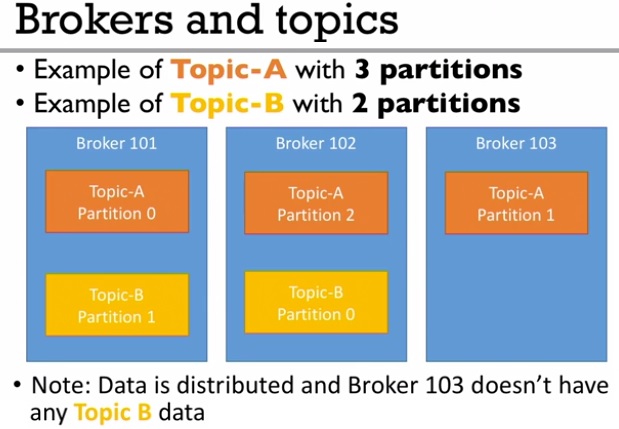 Brokers and topics
• Example of Topic-A with 3 partitions
• Example of Topic-B with 2 partitions
Broker 101
Topic-A
Partition 0
Topic-B
Partition 1
Broker 102
Topic-A
Partition 2
Topic-B
Partition 0
Broker 103
Topic-A
Partition 1
• Note: Data is distributed and Broker 103 doesn't have
any Topic B data